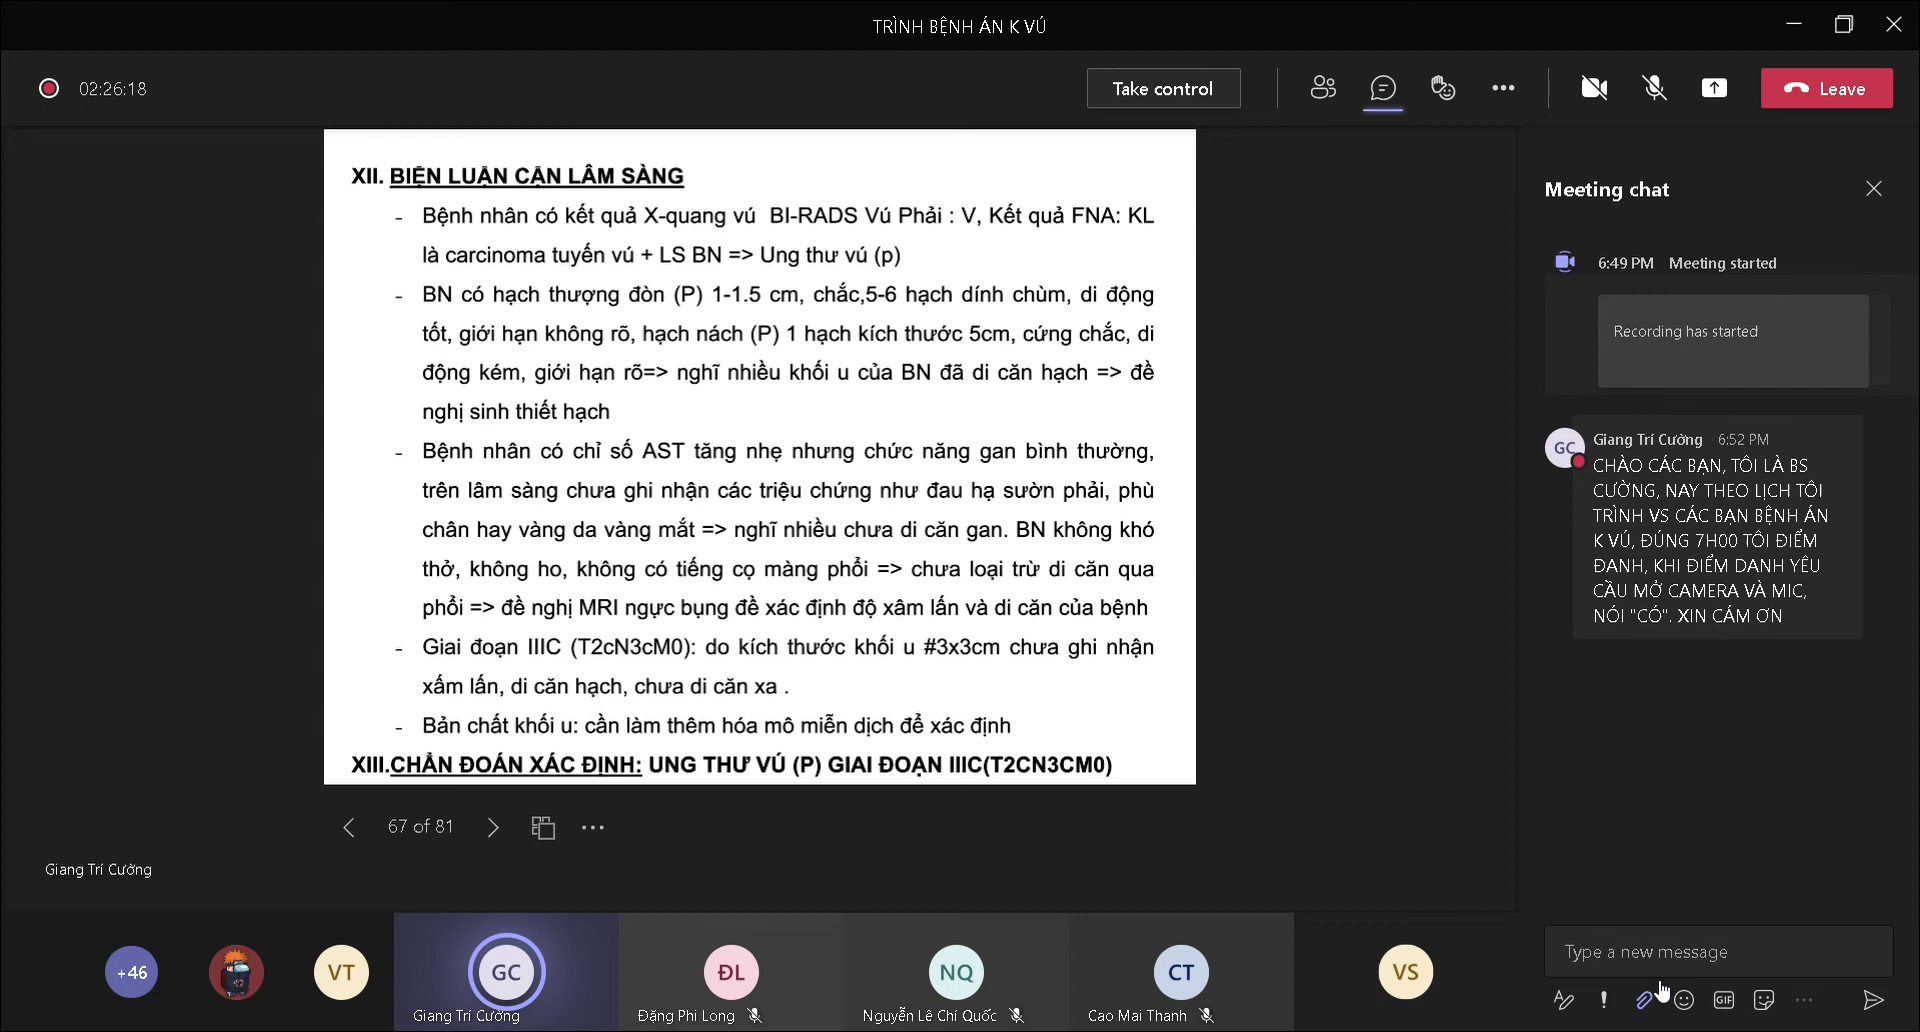 TRÌNH BỆNH ÁN K VÚ
02:26:18
Take control
Leave
XII. BIỆN LUẬN CẬN LÂM SÀNG
- Bệnh nhân có kết quả X-quang vú BI-RADS Vú Phải : V, Kết quả FNA: KL
là carcinoma tuyến vú + LS BN => Ung thư vú (p)
- BN có hạch thượng đòn (P) 1-1.5 cm, chắc,5-6 hạch dính chùm, di động
tốt, giới hạn không rõ, hạch nách (P) 1 hạch kích thước 5cm, cứng chắc, di
động kém, giới hạn rõ=> nghĩ nhiều khối u của BN đã di căn hạch => đề
nghị sinh thiết hạch
- Bệnh nhân có chỉ số AST tăng nhẹ nhưng chức năng gan bình thường,
trên lâm sàng chưa ghi nhận các triệu chứng như đau hạ sườn phải, phù
chân hay vàng da vàng mắt => nghĩ nhiều chưa di căn gan. BN không khó
thở, không ho, không có tiếng cọ màng phổi => chưa loại trừ di căn qua
phổi => đề nghị MRI ngực bụng để xác định độ xâm lấn và di căn của bệnh
- Giai đoạn IIIC (T2cN3cM0): do kích thước khối u #3x3cm chưa ghi nhận
xấm lấn, di căn hạch, chưa di căn xa .
- Bản chất khối u: cần làm thêm hóa mô miễn dịch để xác định
XIII.CHẨN ĐOÁN XÁC ĐỊNH: UNG THƯ VÚ (P) GIAI ĐOẠN IIIC(T2CN3CM0)
67 of 81
Giang Trí Cường
Meeting chat
6:49 PM Meeting started
Recording has started
GC
Giang Trí Cường 6:52 PM
CHÀO CÁC BẠN, TÔI LÀ BS
CƯỜNG, NAY THEO LỊCH TÔI
TRÌNH VS CÁC BẠN BỆNH ÁN
K VÚ, ĐÚNG 7H00 TÔI ĐIỂM
ĐANH, KHI ĐIỂM DANH YÊU
CẦU MỞ CAMERA VÀ MIC,
NÓI "CÓ". XIN CÁM ƠN
Type a new message
GIF
+46
VT
GC
Giang Trí Cường
ĐL
Đặng Phi Long
NQ
Nguyễn Lê Chí Quốc
CT
Cao Mai Thanh
VS